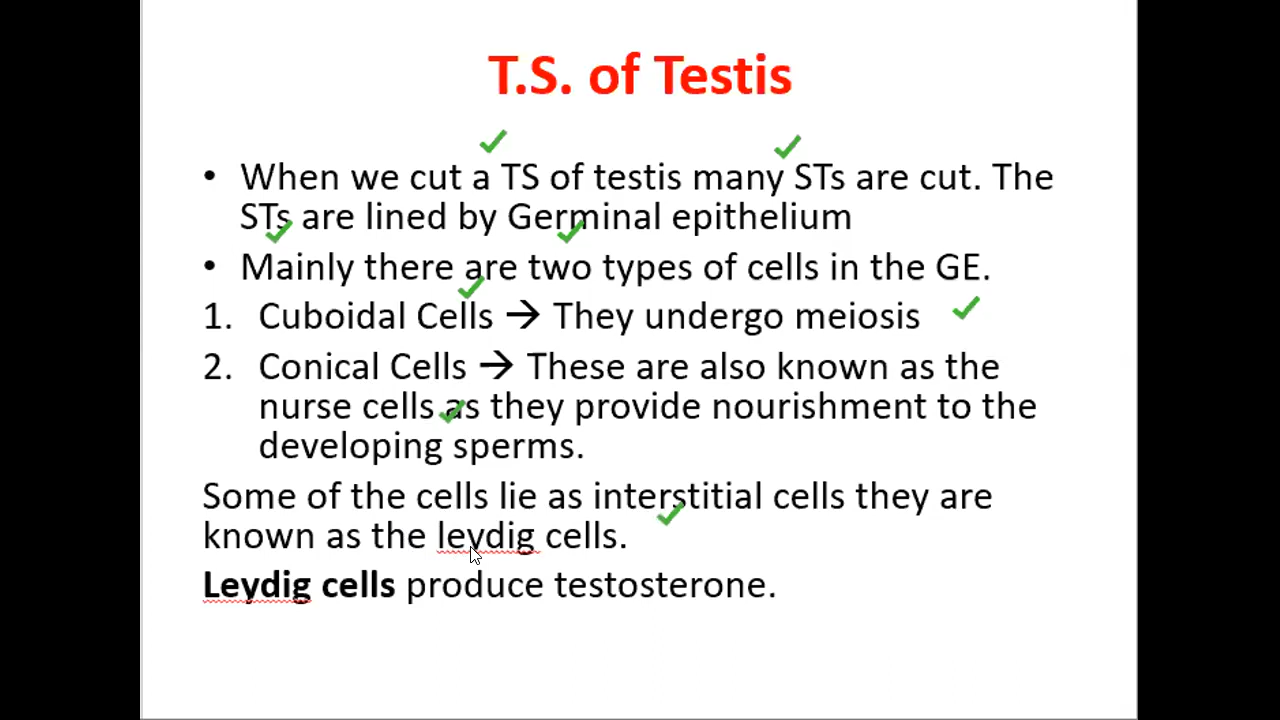 T.S. of Testis
• When we cut a TS of testis many STs are cut. The
STs are lined by Germinal epithelium
• Mainly there are two types of cells in the GE.
1. Cuboidal Cells → They undergo meiosis
2. Conical Cells → These are also known as the
nurse cells as they provide nourishment to the
developing sperms.
Some of the cells lie as interstitial cells they are
known as the leydig cells.
Leydig cells produce testosterone.